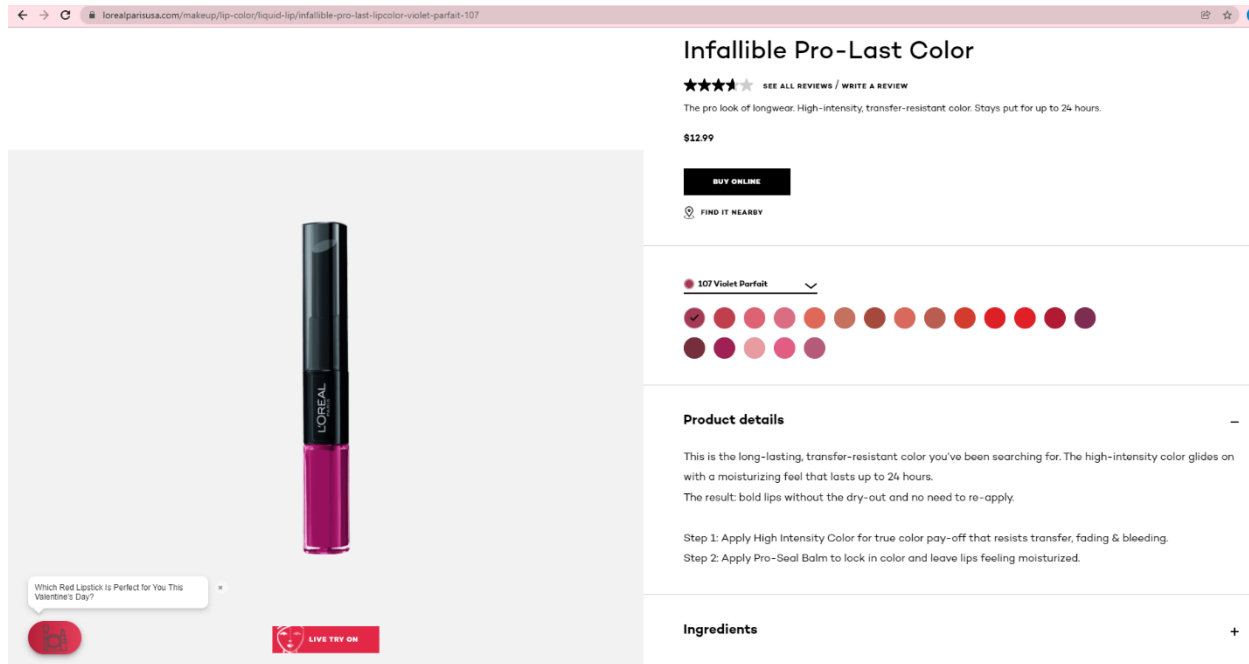 lorealparisusa.com/makeup/lip-color/liquid-lip/infallible-pro-last-lipcolor-violet-parfait-107
Infallible Pro-Last Color
SEE ALL REVIEWS / WRITE A REVIEW
The pro look of longwear. High-intensity, transfer-resistant color. Stays put for up to 24 hours.
$12.99
BUY ONLINE
FIND IT NEARBY
107 Violet Parfait
L'ORÉAL
PARIS
Product details
This is the long-lasting, transfer-resistant color you've been searching for. The high-intensity color glides on
with a moisturizing feel that lasts up to 24 hours.
The result: bold lips without the dry-out and no need to re-apply.
Step 1: Apply High Intensity Color for true color pay-off that resists transfer, fading & bleeding.
Step 2: Apply Pro-Seal Balm to lock in color and leave lips feeling moisturized.
Which Red Lipstick Is Perfect for You This
Valentine's Day?
LIVE TRY ON
Ingredients